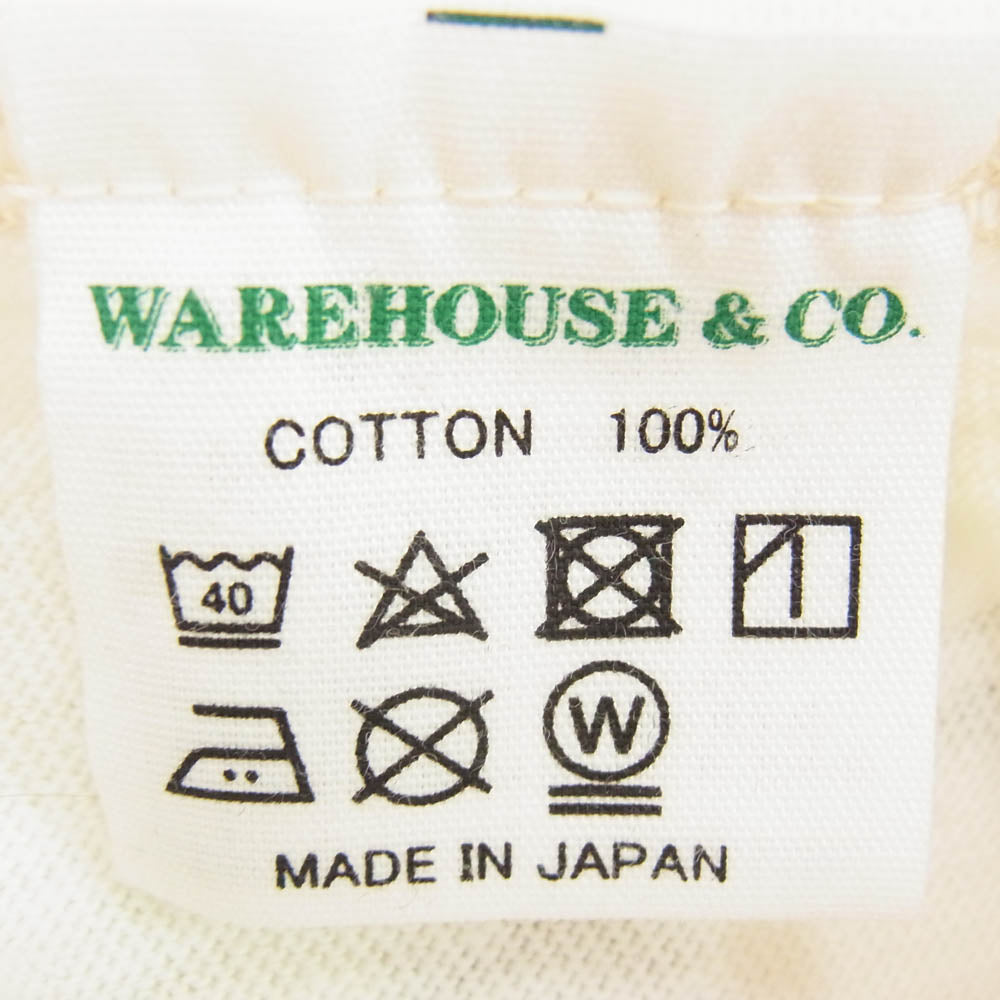 WAREHOUSE & CO.
COTTON 100%
40
W
MADE IN JAPAN